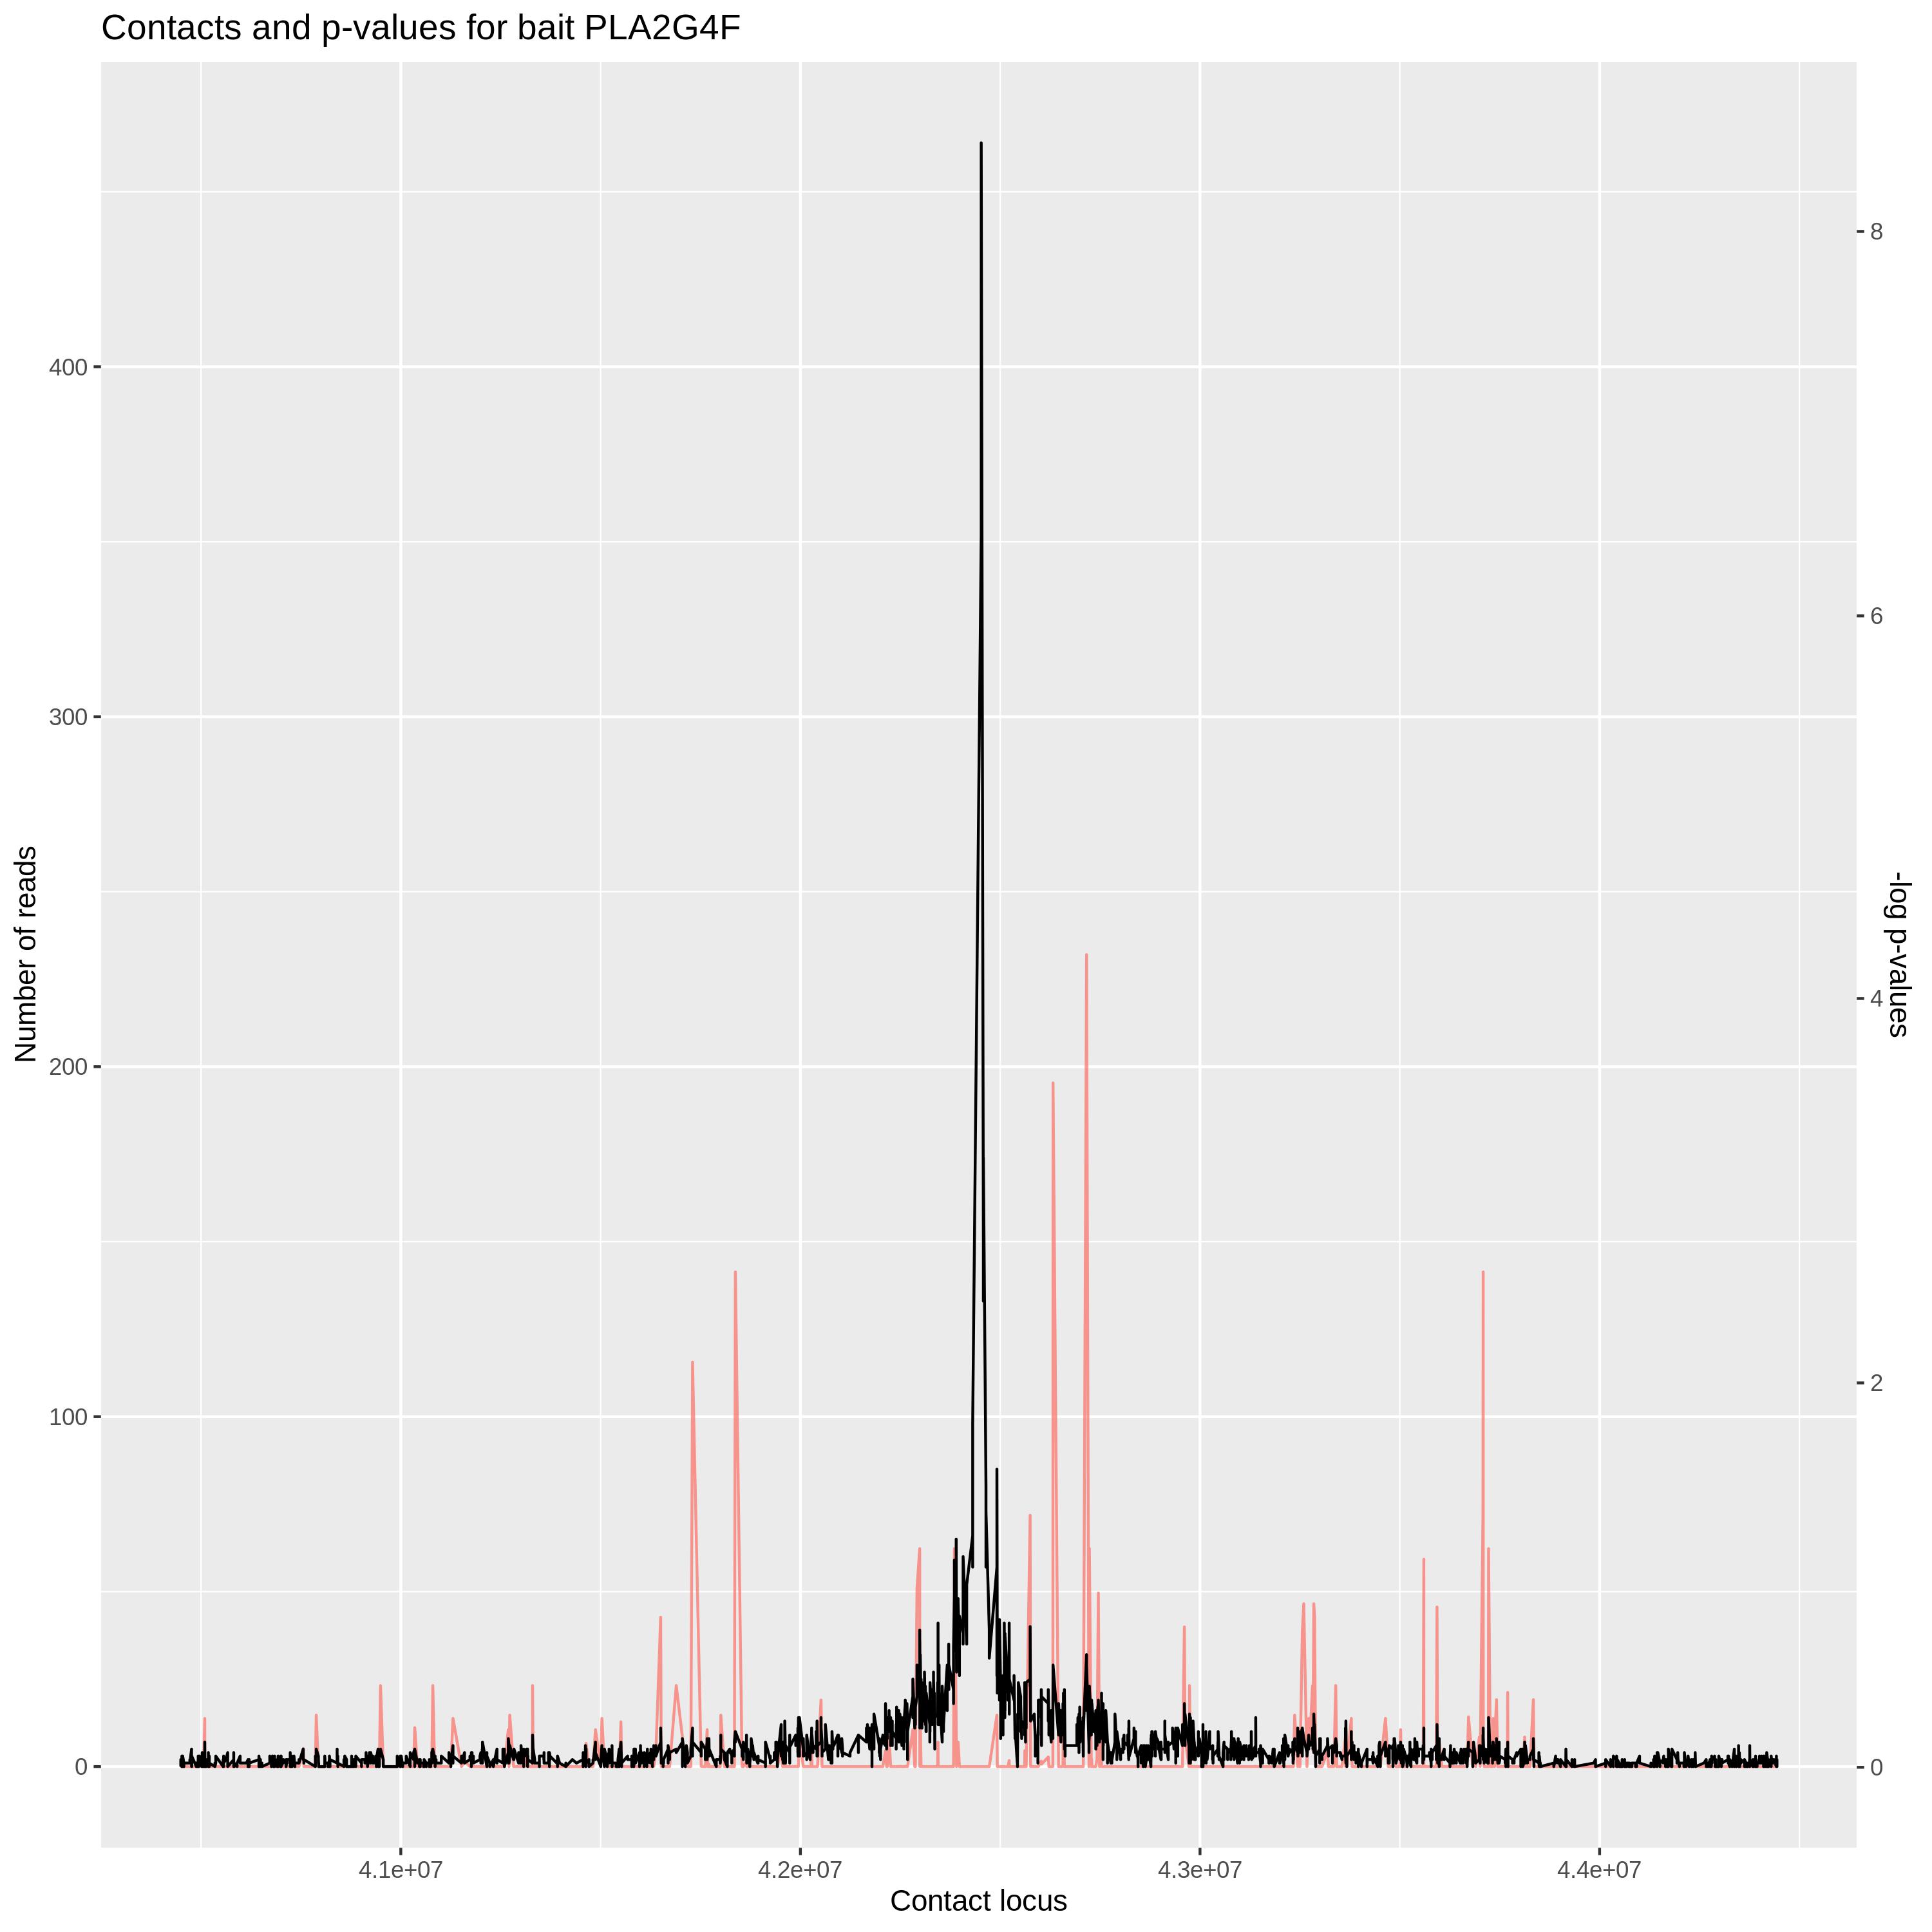 Contacts and p-values for bait PLA2G4F
Number of reads
400
300
200
100
0
-log p-values
8
6
4
2
0
4.1e+07
4.2e+07
4.3e+07
4.4e+07
Contact locus